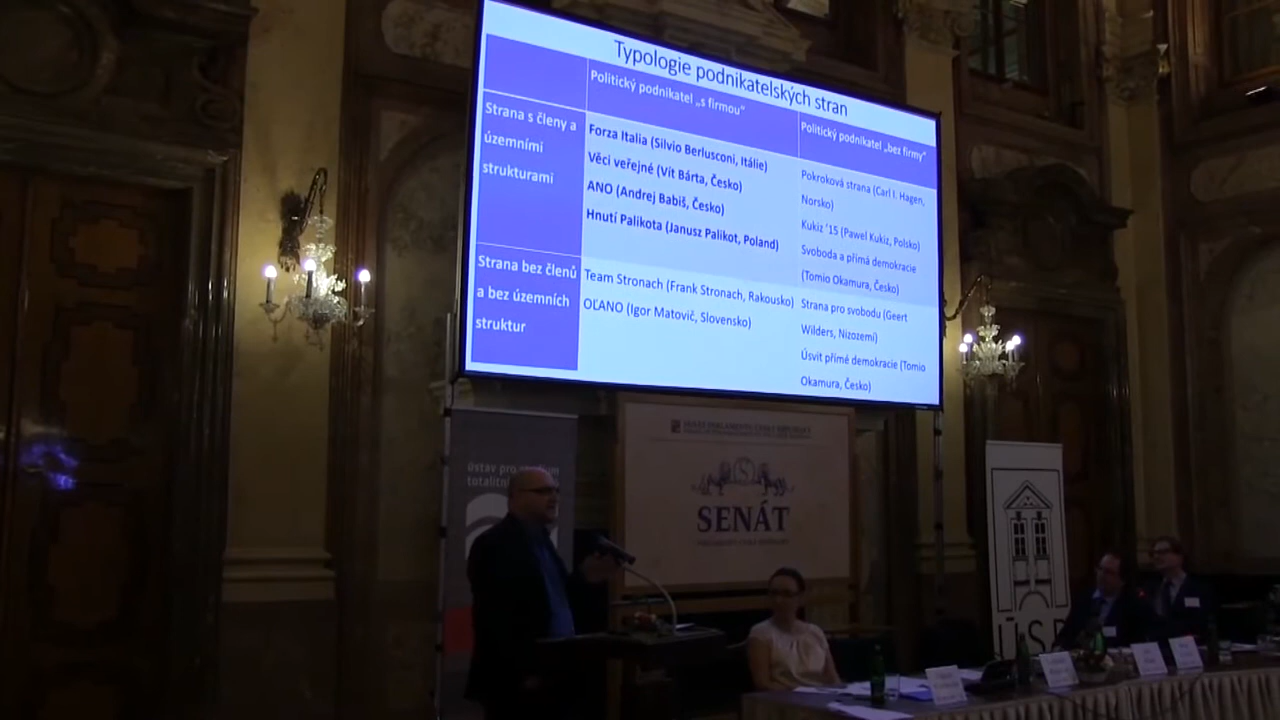 Typologie podnikatelských stran
Politický podnikatel „s firmou“
Politický podnikatel „bez firmy“
Strana s členy a
územními
strukturami
Forza Italia (Silvio Berlusconi, Itálie)
Věci veřejné (Vít Bárta, Česko)
ANO (Andrej Babiš, Česko)
Hnutí Palikota (Janusz Palikot, Poland)
Pokroková strana (Carl I. Hagen,
Norsko)
Kukiz '15 (Pawel Kukiz, Polsko)
Svoboda a přímá demokracie
(Tomio Okamura, Česko)
Strana bez členů
a bez územních
struktur
Team Stronach (Frank Stronach, Rakousko)
OĽANO (Igor Matovič, Slovensko)
Strana pro svobodu (Geert
Wilders, Nizozemí)
Úsvit přímé demokracie (Tomio
Okamura, Česko)
ústav pro
SENÁT